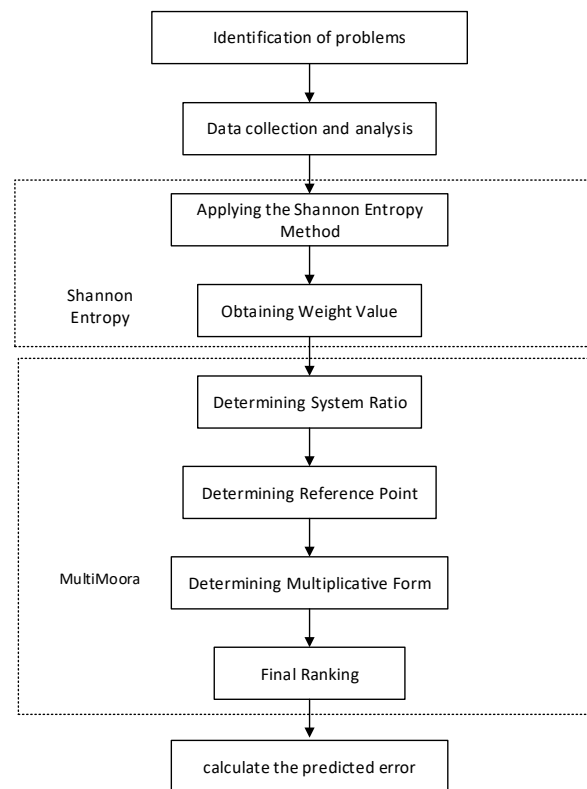 Identification of problems
Data collection and analysis
Applying the Shannon Entropy
Method
Shannon
Entropy
Obtaining Weight Value
Determining System Ratio
Determining Reference Point
MultiMoora
Determining Multiplicative Form
Final Ranking
calculate the predicted error